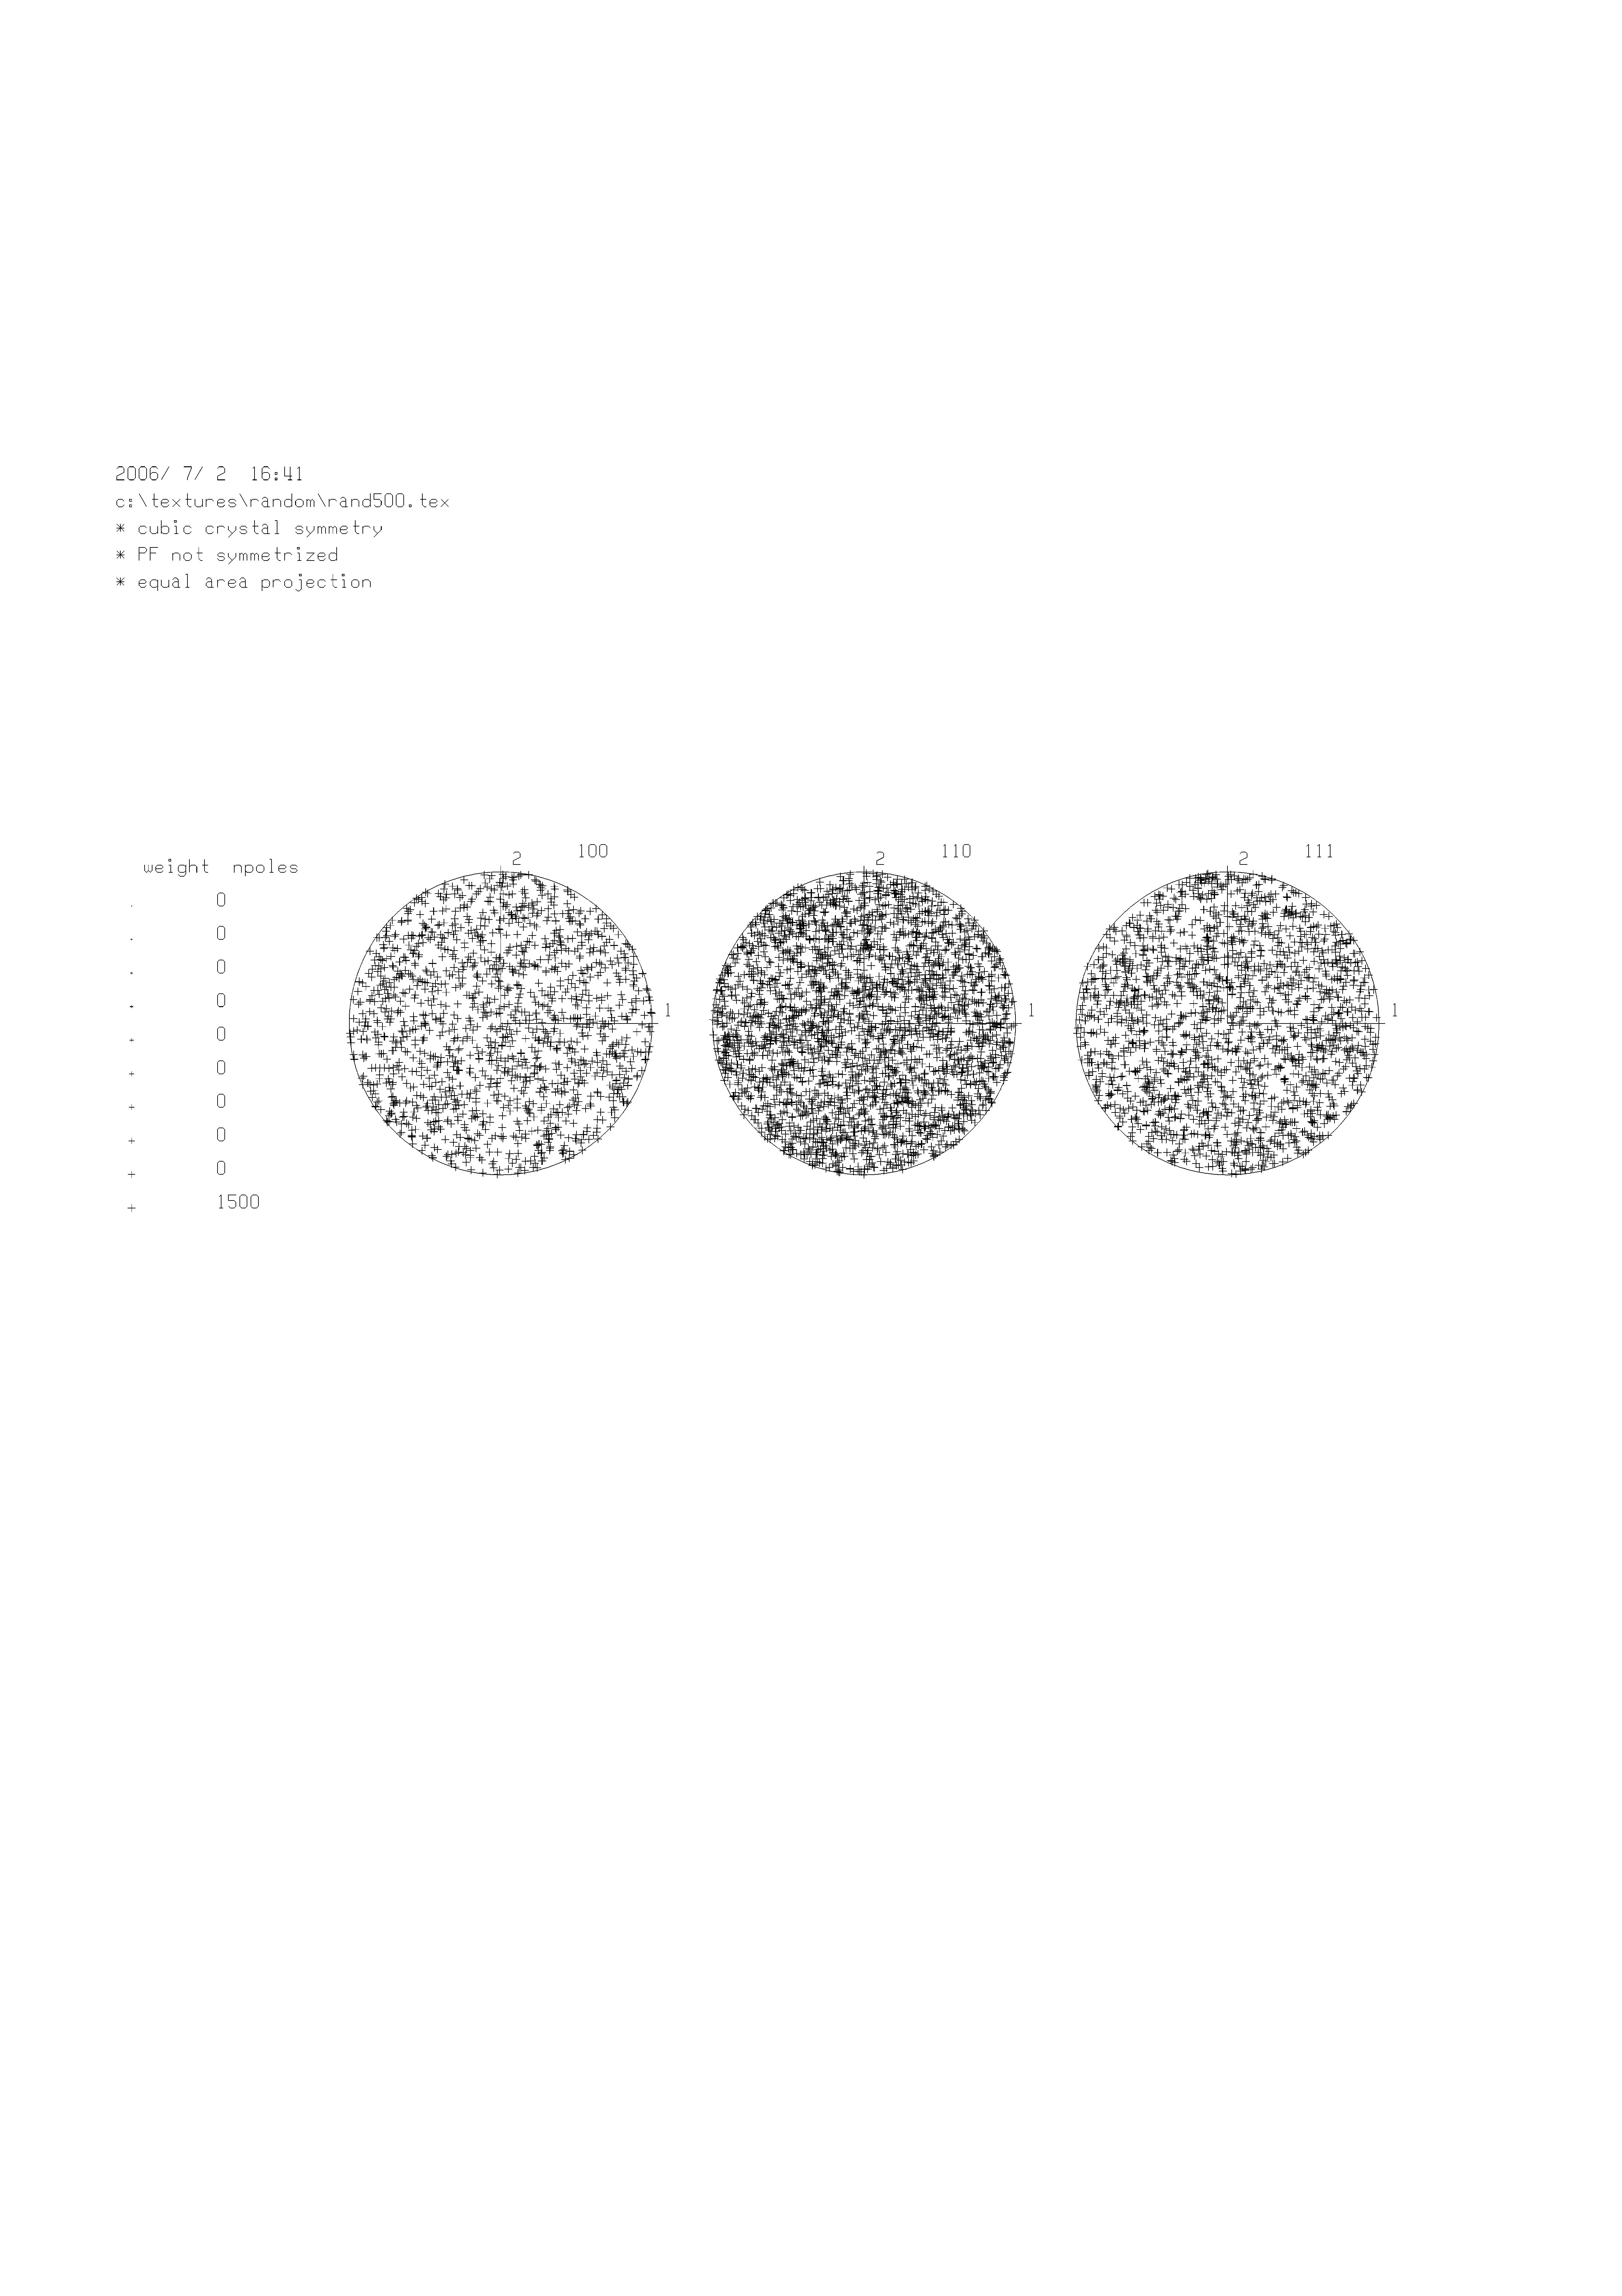 2006/ 7/ 2  16:41
c:\textures\random\rand500.tex
* cubic crystal symmetry
* PF not symmetrized
* equal area projection
weight  npoles
0
0
0
0
0
0
0
0
0
1500
2 100
1
2 110
1
2 111
1